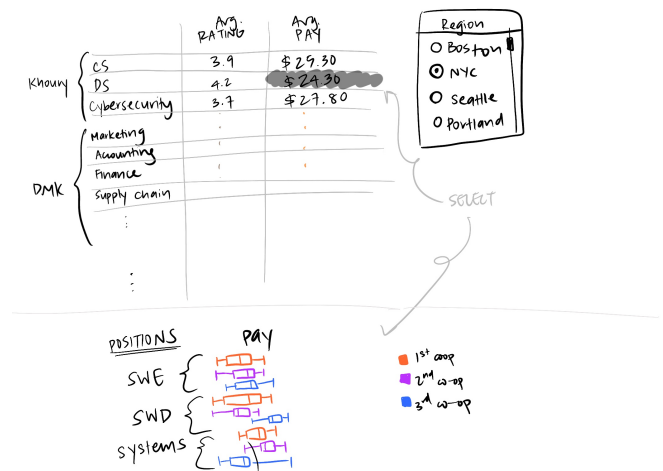 Avg. RATING
Avg. PAY
Khoury
CS 3.9 $29.30
DS 4.2 $24.30
Cybersecurity 3.7 $27.80
DMK
Marketing
Accounting
Finance
Supply chain
Region
Boston
NYC
Seattle
Portland
SELECT
POSITIONS
pay
SWE
SWD
Systems
1st coop
2nd co-op
3rd co-op